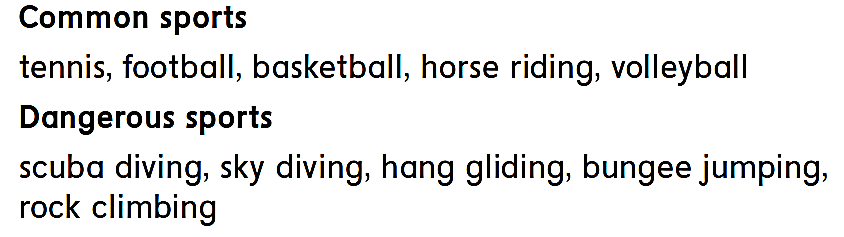 Common sports
tennis, football, basketball, horse riding, volleyball
Dangerous sports
scuba diving, sky diving, hang gliding, bungee jumping,
rock climbing